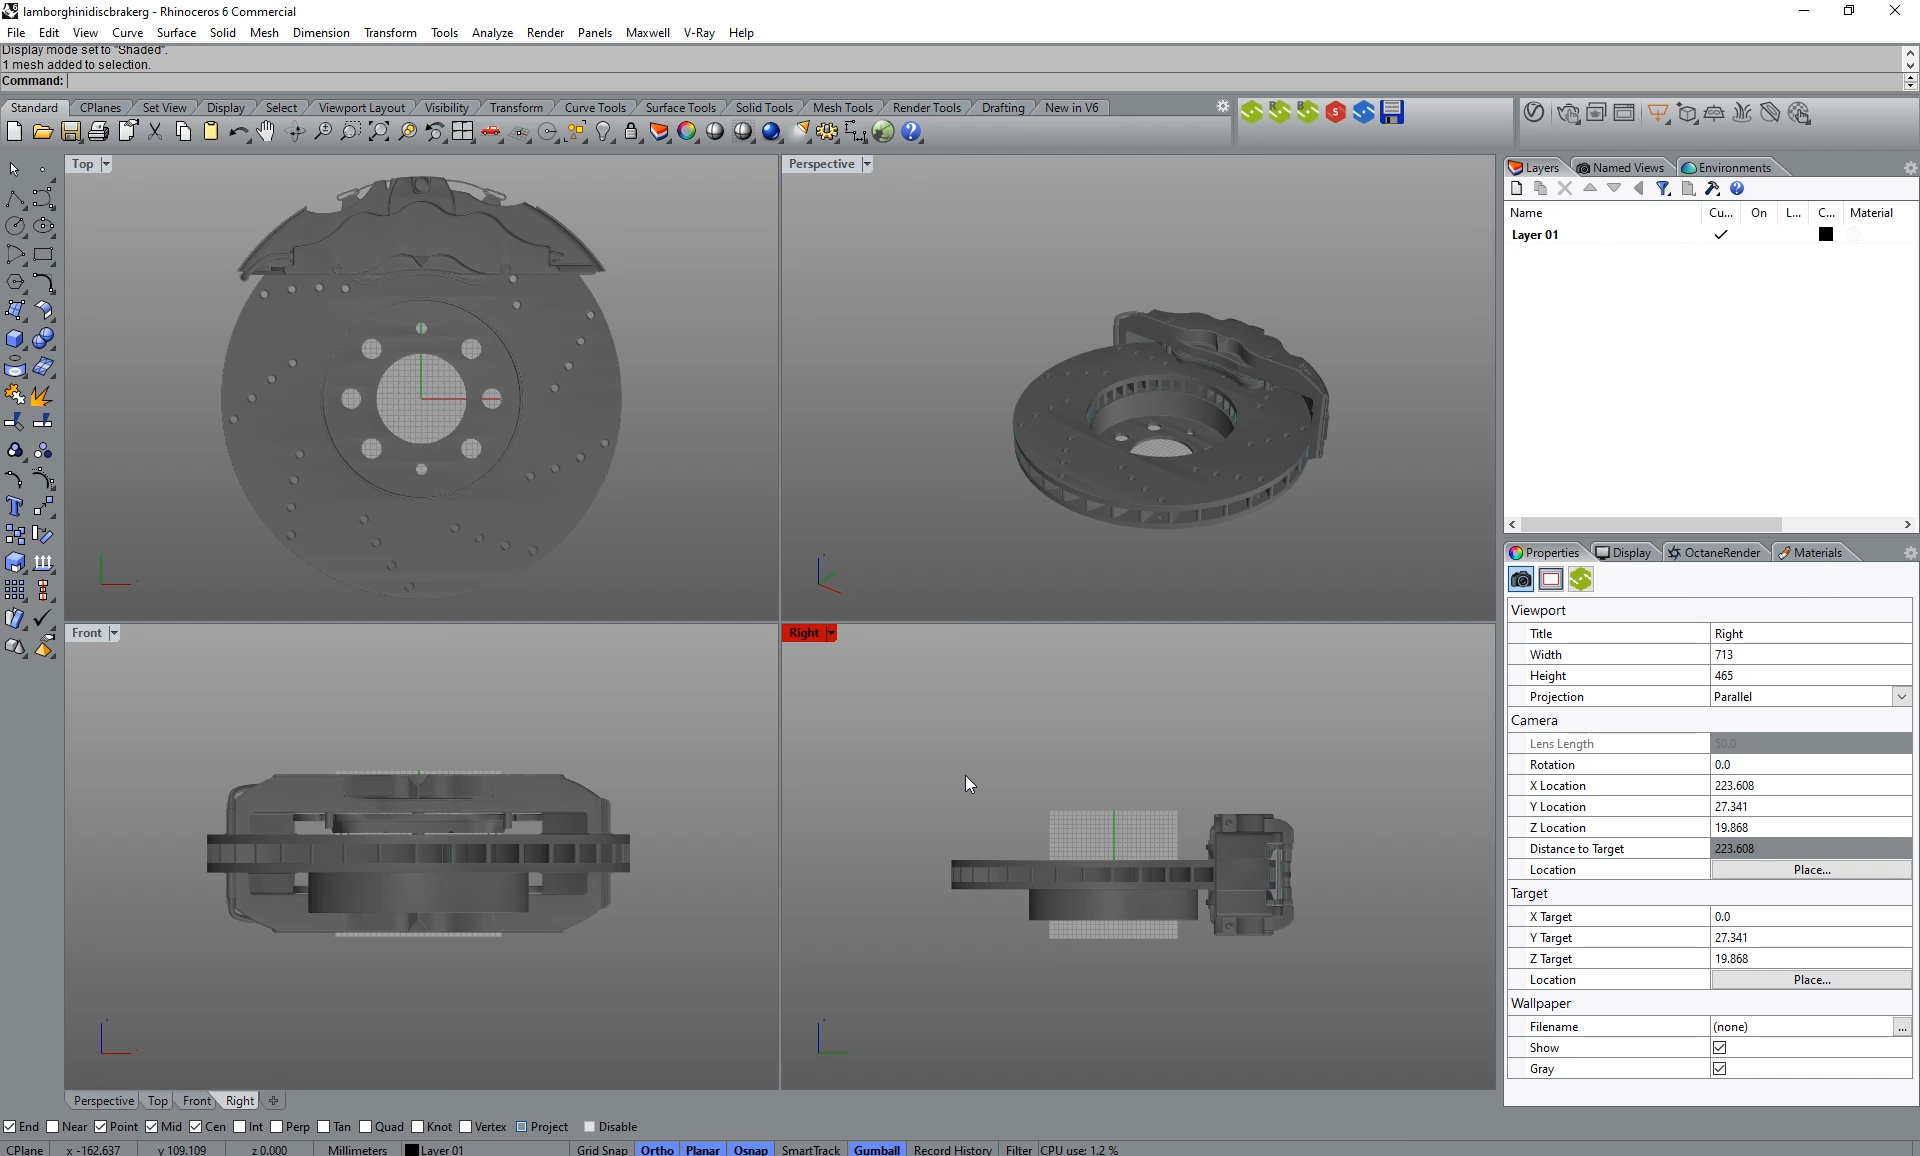 lamborghinidiscbrakerg - Rhinoceros 6 Commercial
File Edit View Curve Surface Solid Mesh Dimension Transform Tools Analyze Render Panels Maxwell V-Ray Help
Display mode set to "Shaded".
1 mesh added to selection.
Command:
Standard CPlanes Set View Display Select Viewport Layout Visibility Transform Curve Tools Surface Tools Solid Tools Mesh Tools Render Tools Drafting New in V6
Top
Perspective
Layers Named Views Environments
Name Cu... On L... C... Material
Layer 01
Front
Right
Properties Display OctaneRender Materials
Viewport
Title Right
Width 713
Height 465
Projection Parallel
Camera
Lens Length 50.0
Rotation 0.0
X Location 223.608
Y Location 27.341
Z Location 19.868
Distance to Target 223.608
Location Place...
Target
X Target 0.0
Y Target 27.341
Z Target 19.868
Location Place...
Wallpaper
Filename (none) ...
Show
Gray
Perspective Top Front Right
End Near Point Mid Cen Int Perp Tan Quad Knot Vertex Project Disable
CPlane x -162.637 y 109.109 z 0.000 Millimeters Layer 01 Grid Snap Ortho Planar Osnap SmartTrack Gumball Record History Filter CPU use: 1.2 %